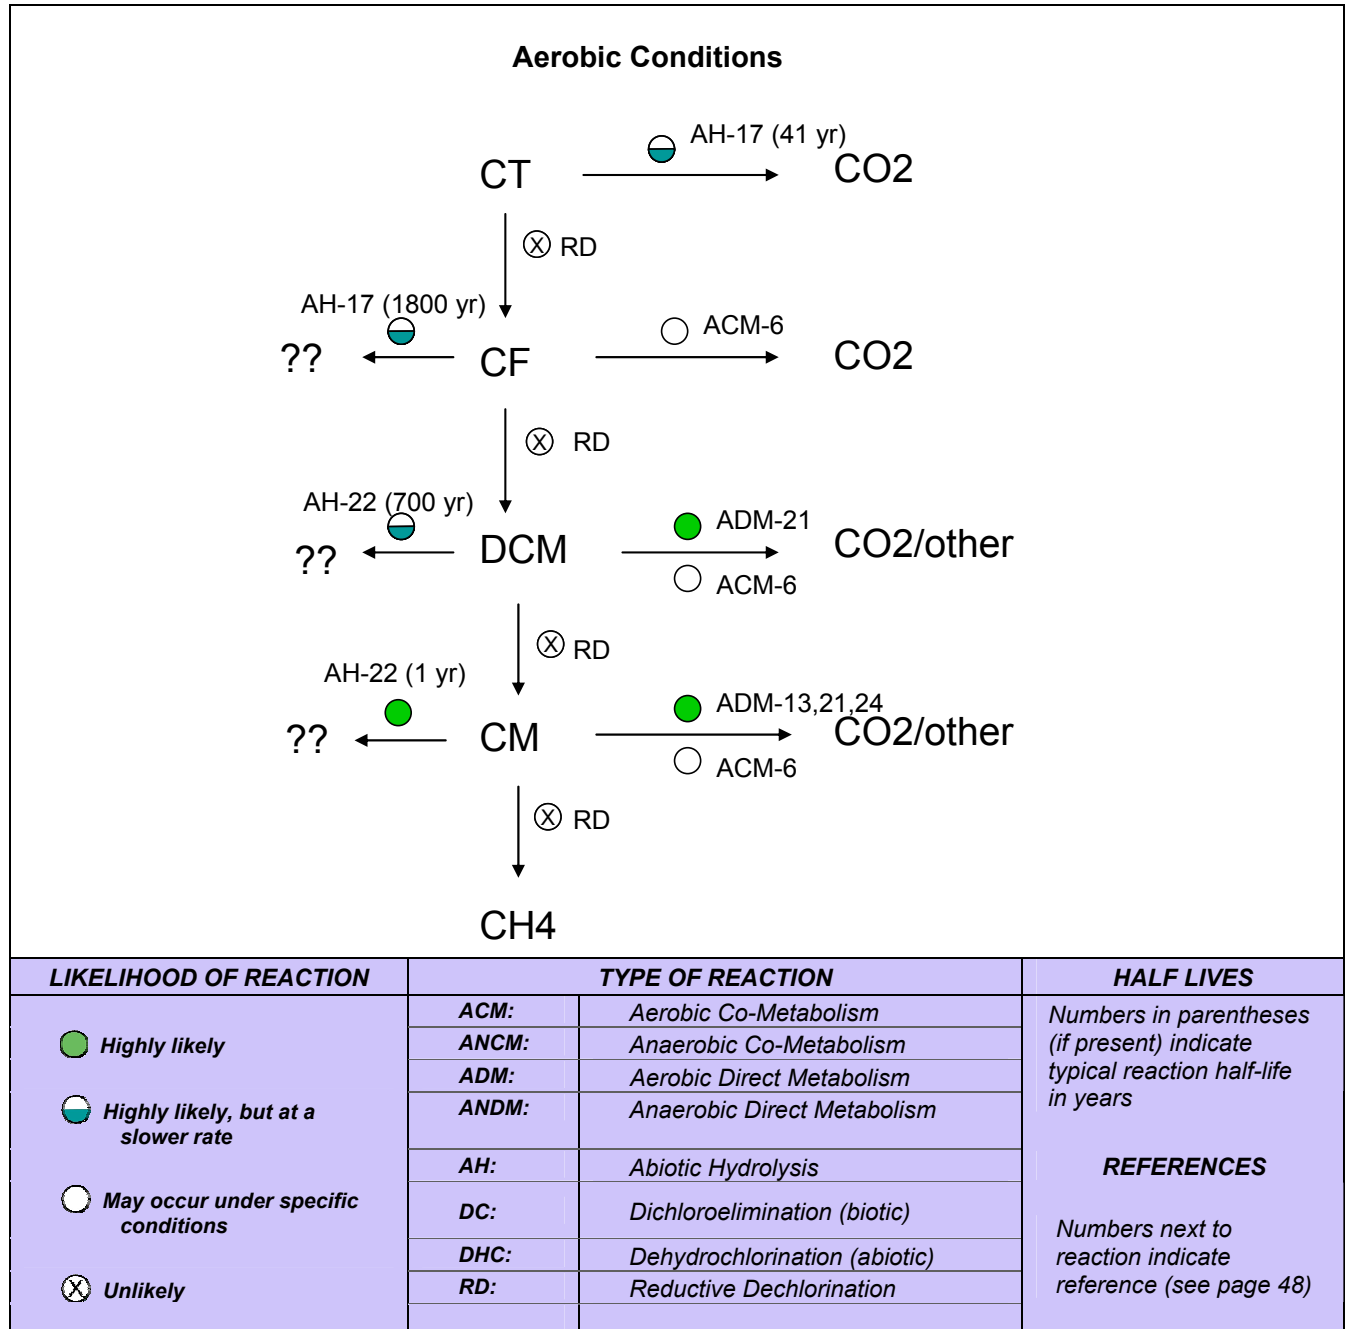 Aerobic Conditions
AH-17 (41 yr)
CT
CO2
X RD
AH-17 (1800 yr)
ACM-6
??
CF
CO2
X RD
AH-22 (700 yr)
ADM-21
??
DCM
CO2/other
ACM-6
X RD
AH-22 (1 yr)
ADM-13,21,24
??
CM
CO2/other
ACM-6
X RD
CH4
LIKELIHOOD OF REACTION
Highly likely
Highly likely, but at a
slower rate
May occur under specific
conditions
X Unlikely
TYPE OF REACTION
ACM: Aerobic Co-Metabolism
ANCM: Anaerobic Co-Metabolism
ADM: Aerobic Direct Metabolism
ANDM: Anaerobic Direct Metabolism
AH: Abiotic Hydrolysis
DC: Dichloroelimination (biotic)
DHC: Dehydrochlorination (abiotic)
RD: Reductive Dechlorination
HALF LIVES
Numbers in parentheses
(if present) indicate
typical reaction half-life
in years
REFERENCES
Numbers next to
reaction indicate
reference (see page 48)